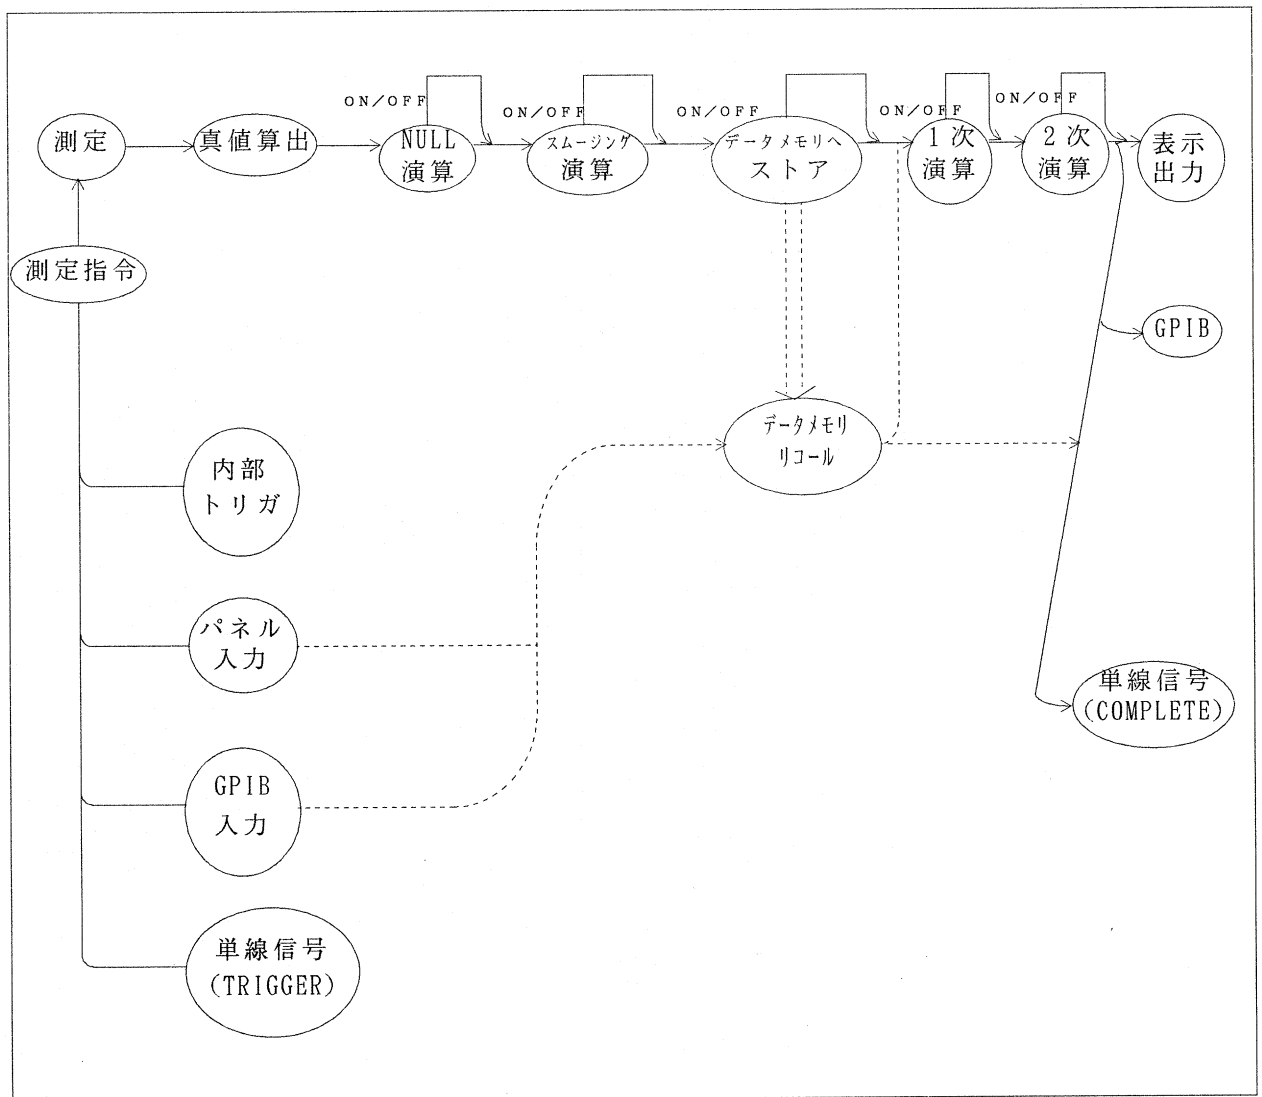 ON/OFF
ON/OFF
ON/OFF
ON/OFF
ON/OFF
測定
真値算出
NULL
演算
スムージング
演算
データメモリへ
ストア
1次
演算
2次
演算
表示
出力
測定指令
GPIB
データメモリ
リコール
内部
トリガ
パネル
入力
単線信号
(COMPLETE)
GPIB
入力
単線信号
(TRIGGER)